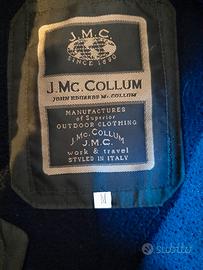 J.M.C.
SINCE 1890
J.MC.COLLUM
JOHN EDWARDS MC.COLLUM
MANUFACTURES
of Superior
OUTDOOR CLOTHING
J.MC.COLLUM
J.M.C.
work & travel
STYLED IN ITALY
M
subito